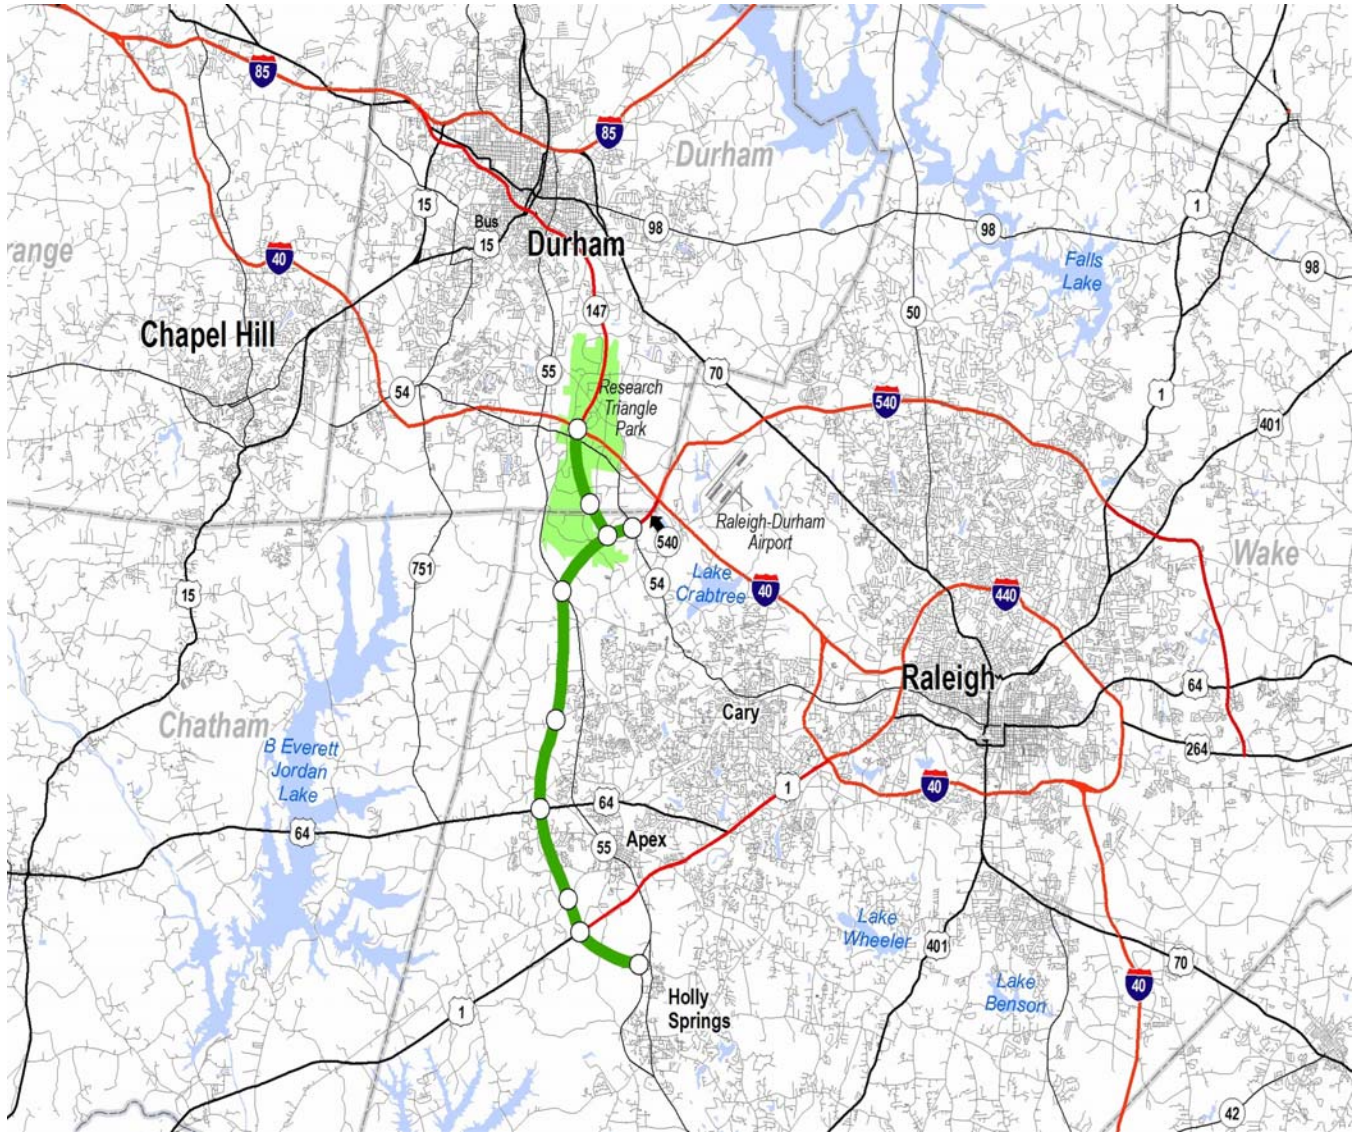 85
85
Durham
15
Bus
15
1
98
98
98
Durham
range
40
Falls
Lake
147
50
Chapel Hill
55
70
54
Research
Triangle
Park
540
1
401
Raleigh-Durham
Airport
540
Wake
751
54
Lake
Crabtree
40
440
15
Raleigh
64
Cary
Chatham
B Everett
Jordan
Lake
264
1
40
64
64
Apex
55
Lake
Wheeler
401
70
Lake
Benson
40
Holly
Springs
1
42